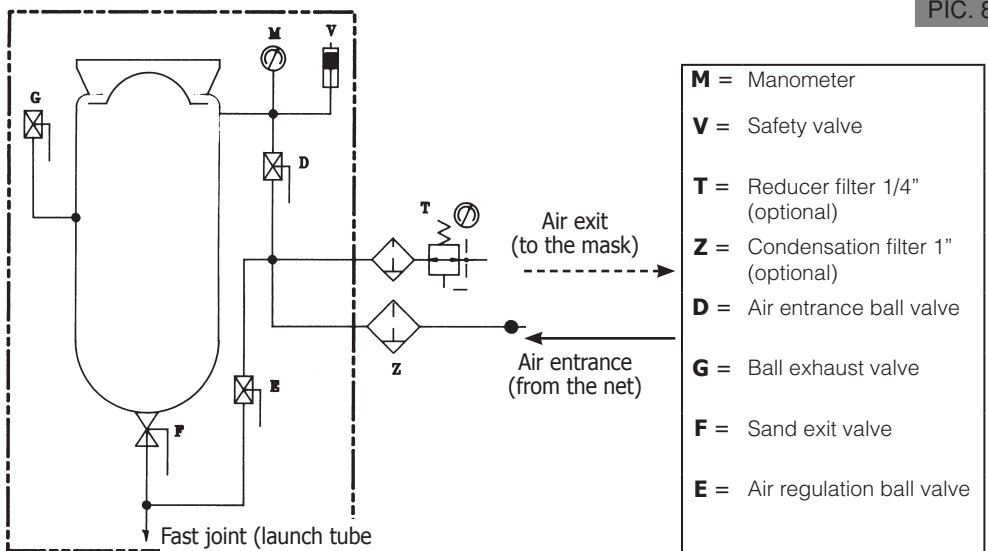 PIC. 8
M
V
G
D
T
Air exit
(to the mask)
Air entrance
(from the net)
Z
E
F
Fast joint (launch tube
M = Manometer
V = Safety valve
T = Reducer filter 1/4”
(optional)
Z = Condensation filter 1”
(optional)
D = Air entrance ball valve
G = Ball exhaust valve
F = Sand exit valve
E = Air regulation ball valve